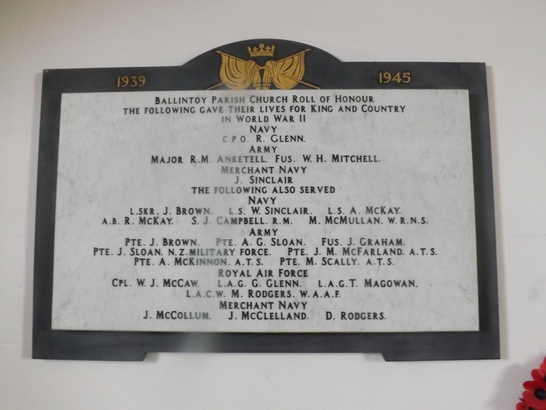 1939 1945
BALLINTOY PARISH CHURCH ROLL OF HONOUR
THE FOLLOWING GAVE THEIR LIVES FOR KING AND COUNTRY
IN WORLD WAR II
NAVY
C.P.O. R. GLENN.
ARMY
MAJOR R.M. ANKETELL. FUS. W.H. MITCHELL.
MERCHANT NAVY
J. SINCLAIR
THE FOLLOWING ALSO SERVED
NAVY
L.SKR. J. BROWN. L.S. W. SINCLAIR. L.S. A. MCKAY.
A.B. R. MCKAY. S. J. CAMPBELL. R.M. M. MCMULLAN. W.R.N.S.
ARMY
PTE. J. BROWN. PTE. A. G. SLOAN. FUS. J. GRAHAM.
PTE. J. SLOAN. N.Z. MILITARY FORCE. PTE. J. M. MCFARLAND. A.T.S.
PTE. A. MCKINNON. A.T.S. PTE. M. SCALLY. A.T.S.
ROYAL AIR FORCE
CPL. W. J. MCCAW. L.A.G. G. GLENN. L.A.G. T. MAGOWAN.
L.A.C.W. M. RODGERS. W.A.A.F.
MERCHANT NAVY
J. MCCOLLUM. J. MCCLELLAND. D. RODGERS.